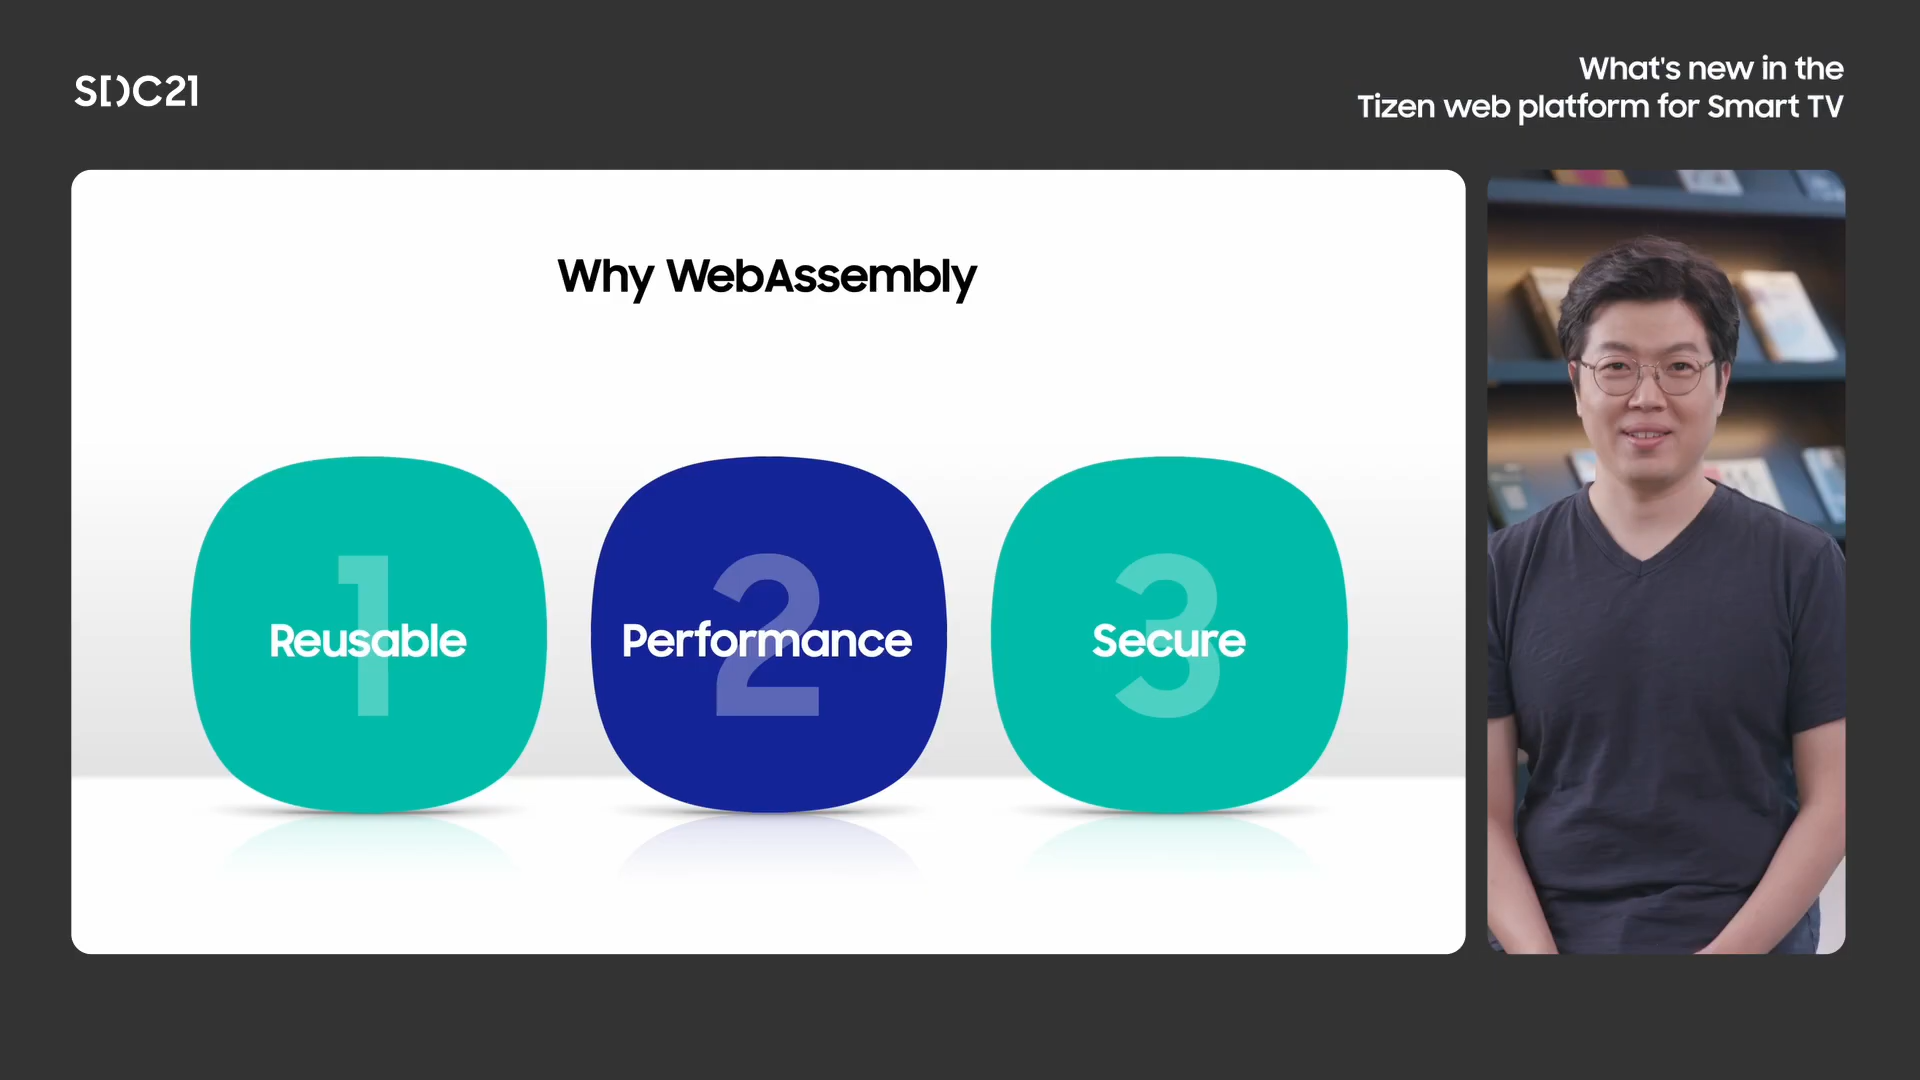 SDC21
What's new in the
Tizen web platform for Smart TV
Why WebAssembly
1
Reusable
2
Performance
3
Secure